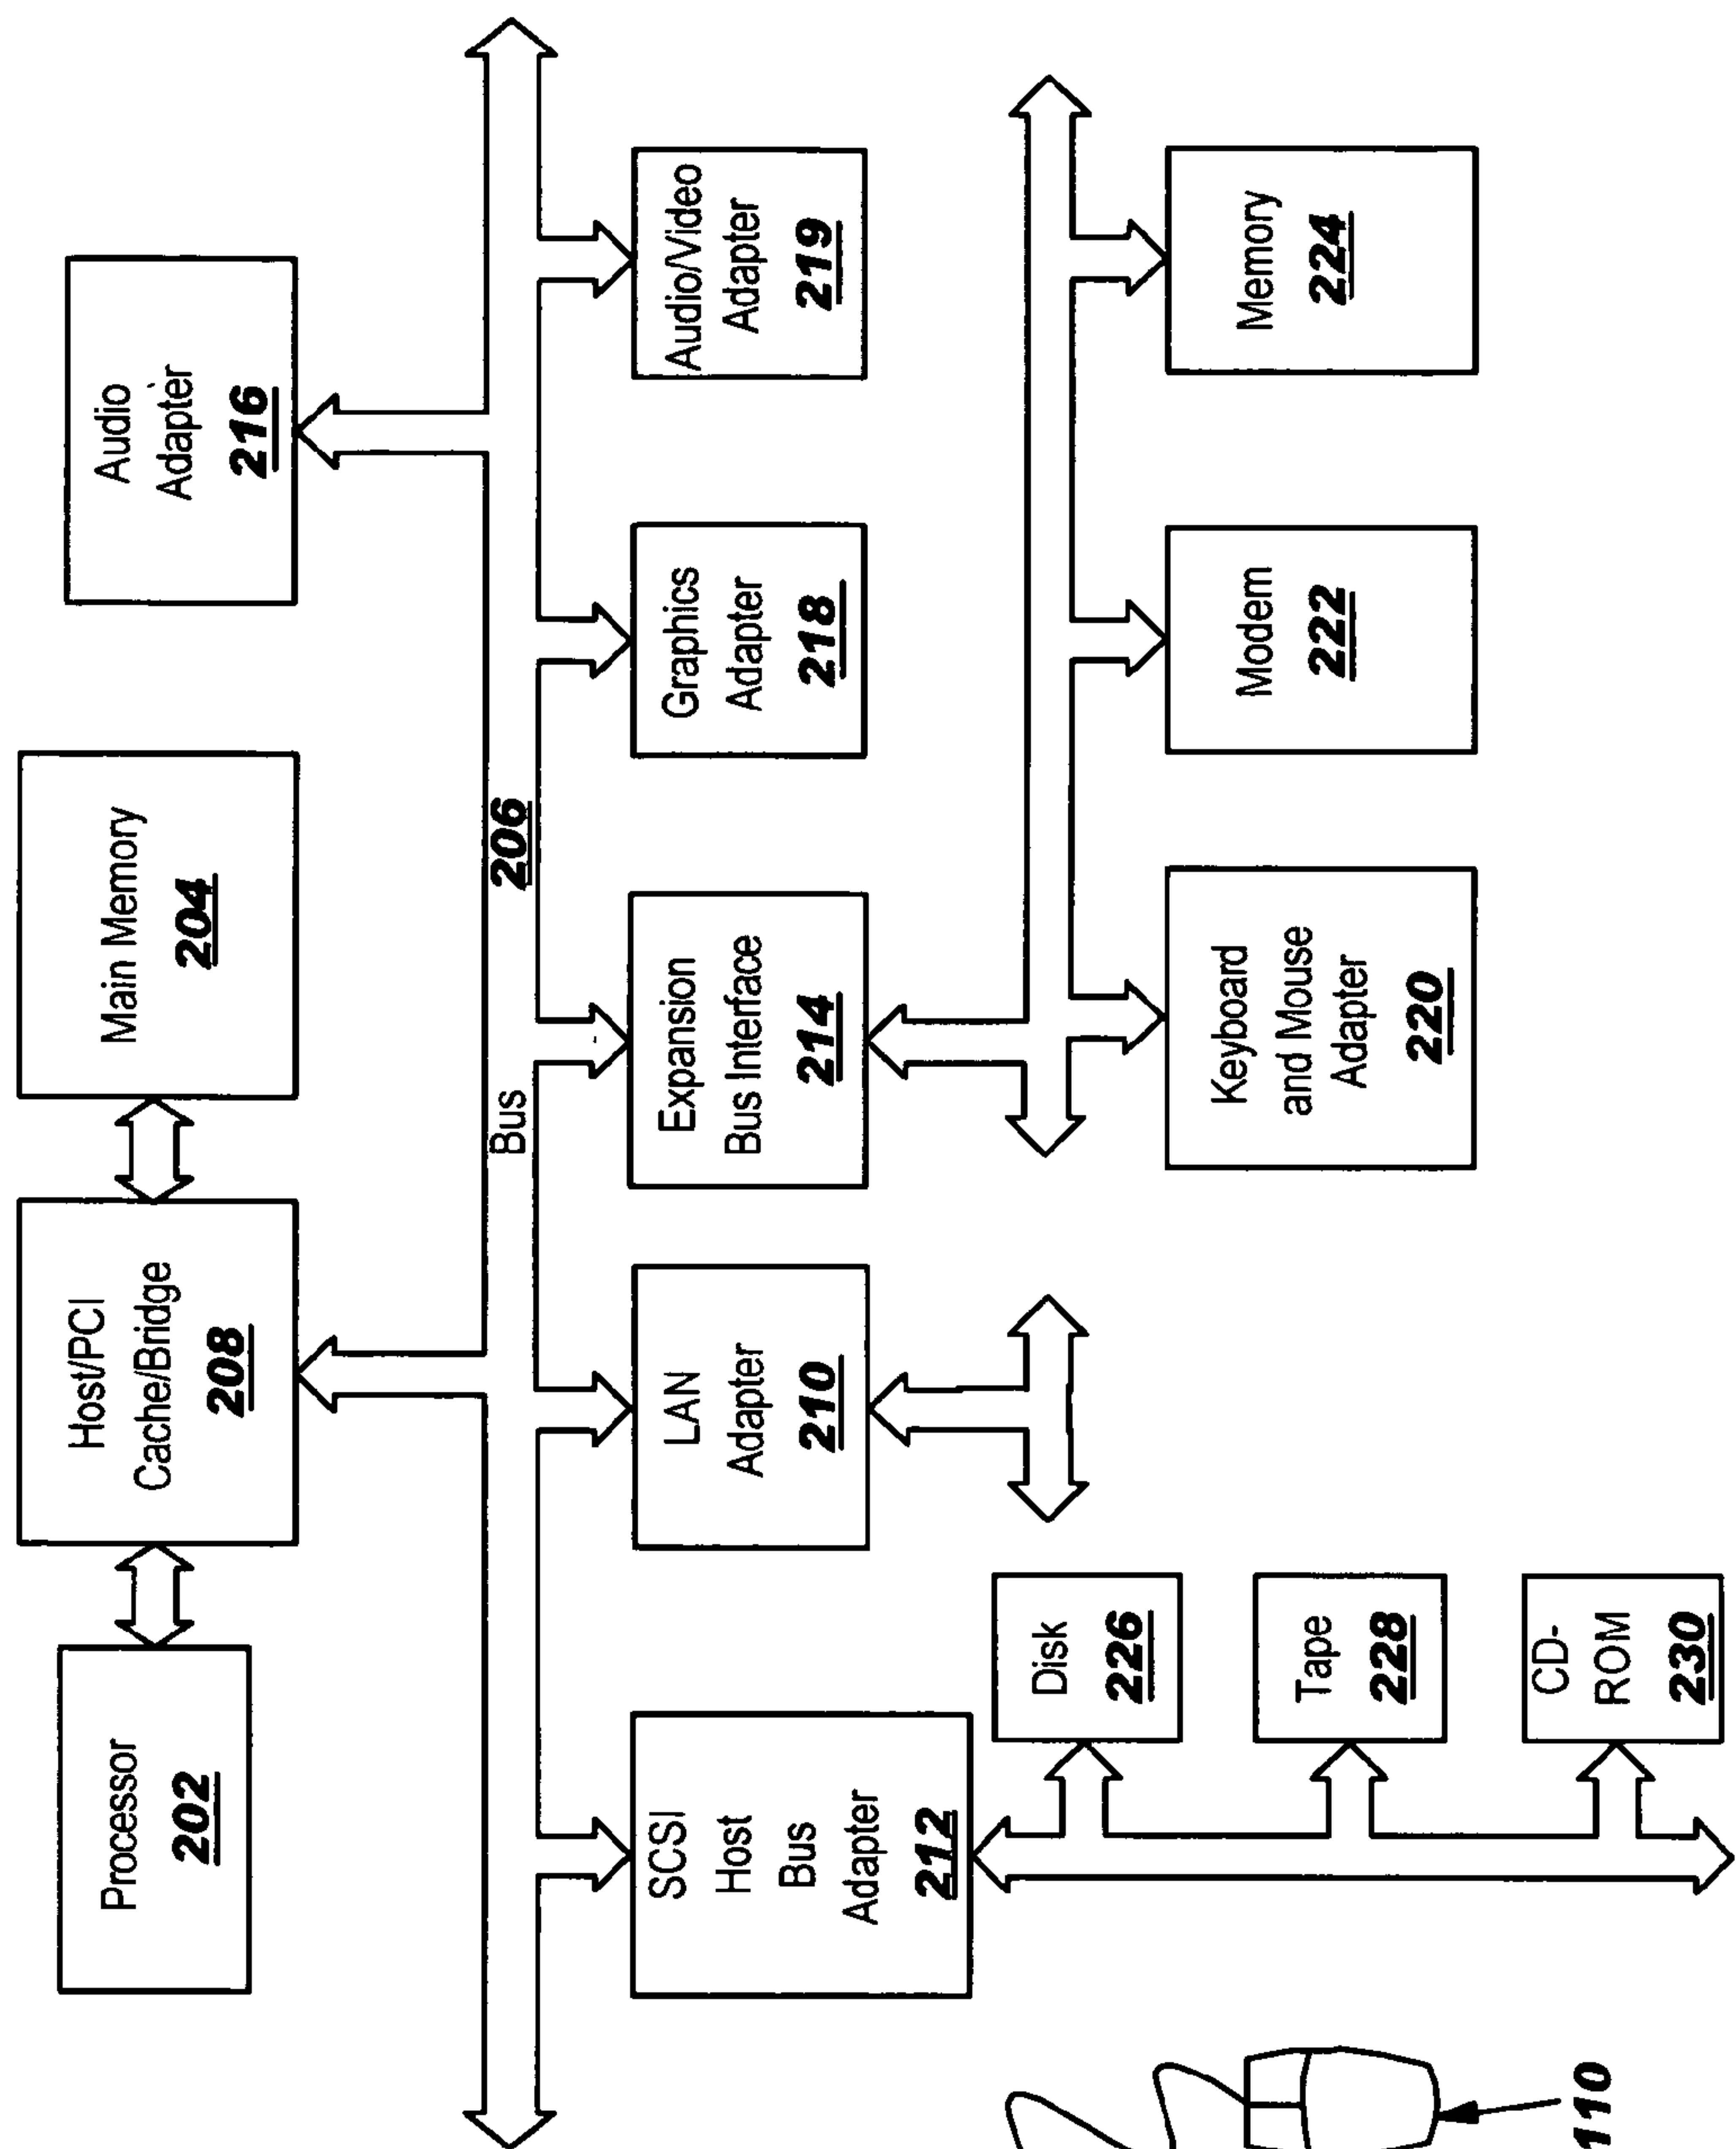 Processor
202
Host/PCI
Cache/Bridge
208
Main Memory
204
Audio
Adapter
216
Bus
206
SCSI
Host
Bus
Adapter
212
LAN
Adapter
210
Expansion
Bus Interface
214
Graphics
Adapter
218
Audio/Video
Adapter
219
Disk
226
Tape
228
CD-
ROM
230
Keyboard
and Mouse
Adapter
220
Modem
222
Memory
224
110